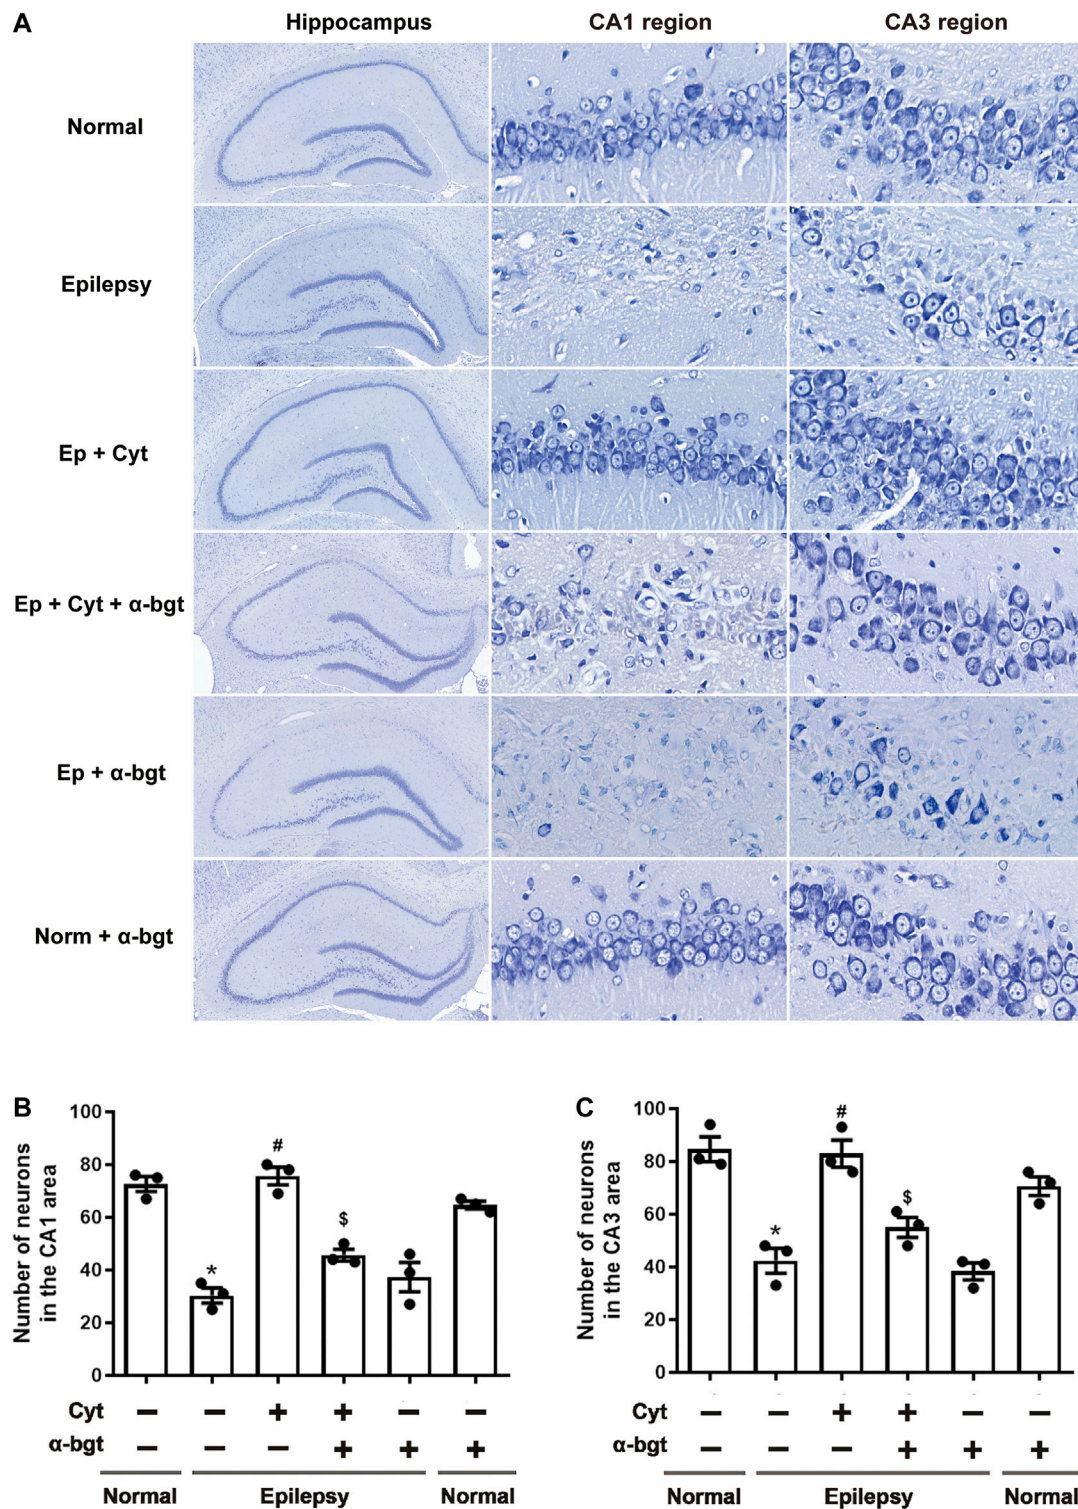 A
Hippocampus CA1 region CA3 region
Normal
Epilepsy
Ep + Cyt
Ep + Cyt + α-bgt
Ep + α-bgt
Norm + α-bgt
B
Number of neurons
in the CA1 area
100
80
60
40
20
0
*
#
$
Cyt − − + + − −
α-bgt − − − + + +
Normal Epilepsy Normal
C
Number of neurons
in the CA3 area
100
80
60
40
20
0
*
#
$
Cyt − − + + − −
α-bgt − − − + + +
Normal Epilepsy Normal